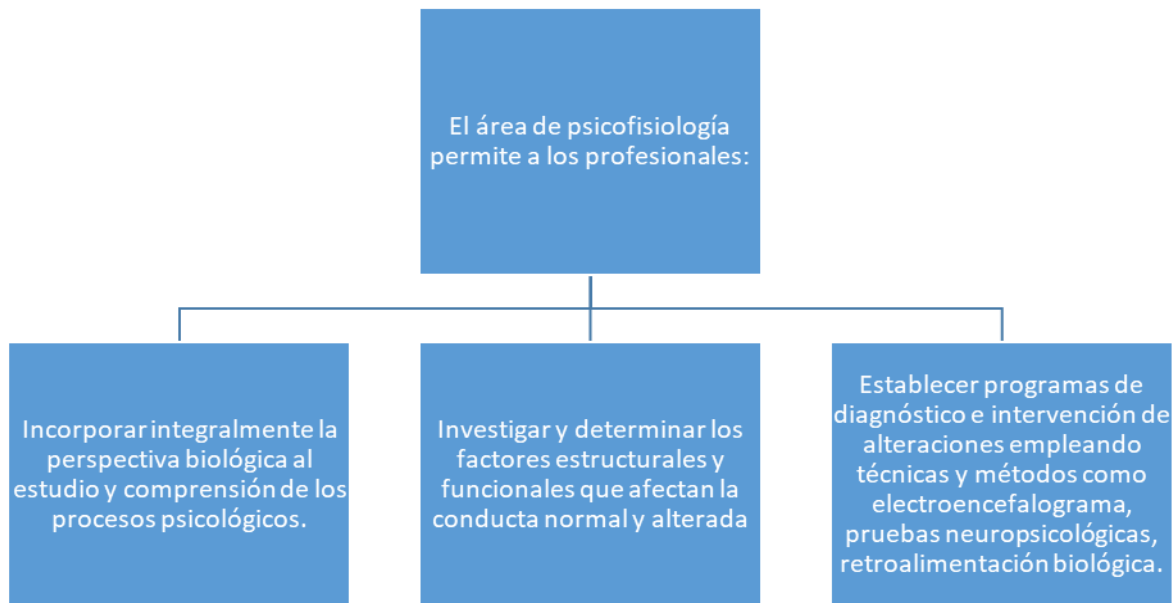 El área de psicofisiología
permite a los profesionales:
Incorporar integralmente la
perspectiva biológica al
estudio y comprensión de los
procesos psicológicos.
Investigar y determinar los
factores estructurales y
funcionales que afectan la
conducta normal y alterada
Establecer programas de
diagnóstico e intervención de
alteraciones empleando
técnicas y métodos como
electroencefalograma,
pruebas neuropsicológicas,
retroalimentación biológica.